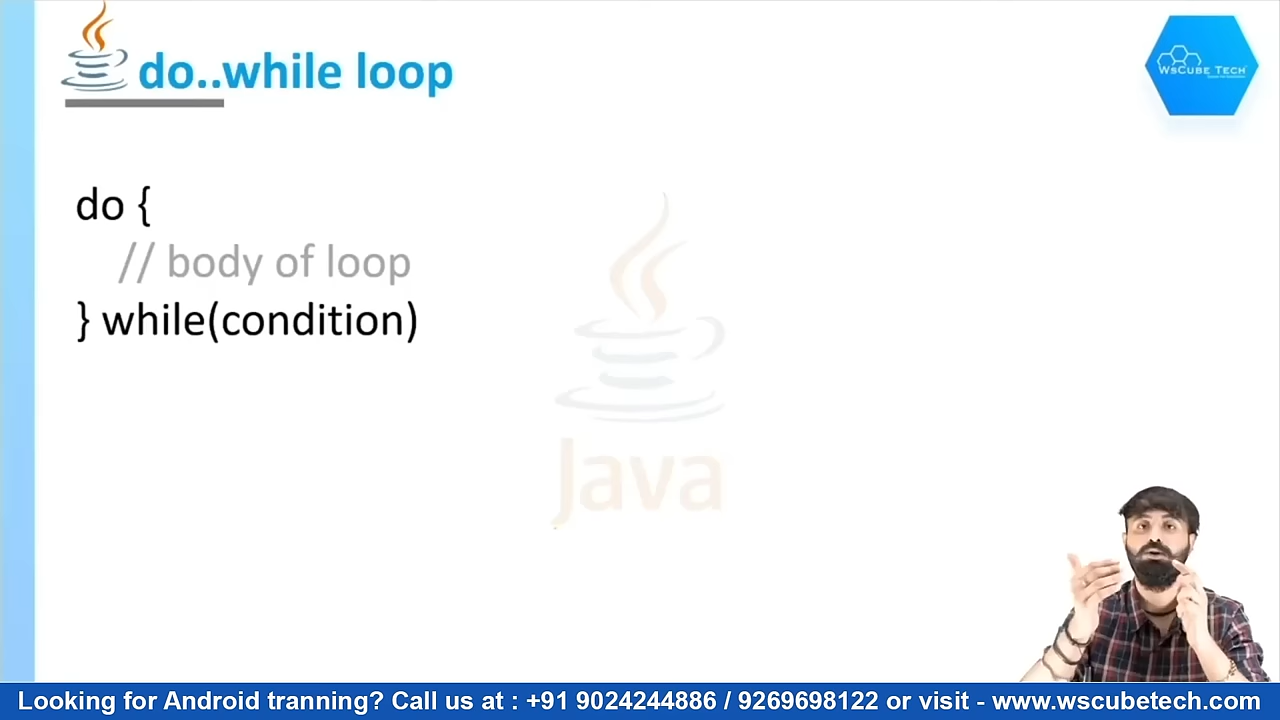 do..while loop
WsCube Tech
do {
// body of loop
} while(condition)
Java
Looking for Android tranning? Call us at : +91 9024244886 / 9269698122 or visit - www.wscubetech.com